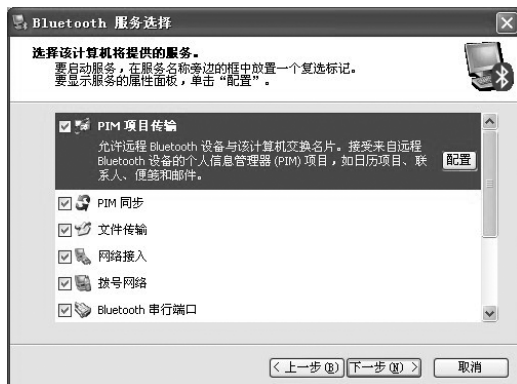 Bluetooth 服务选择
选择该计算机将提供的服务。
要启动服务，在服务名称旁边的框中放置一个复选标记。
要显示服务的属性面板，单击“配置”。
PIM 项目传输
允许远程 Bluetooth 设备与该计算机交换名片。接受来自远程
Bluetooth 设备的个人信息管理器 (PIM) 项目，如日历项目、联
系人、便笺和邮件。
配置
PIM 同步
文件传输
网络接入
拨号网络
Bluetooth 串行端口
< 上一步(B) 下一步(N) > 取消